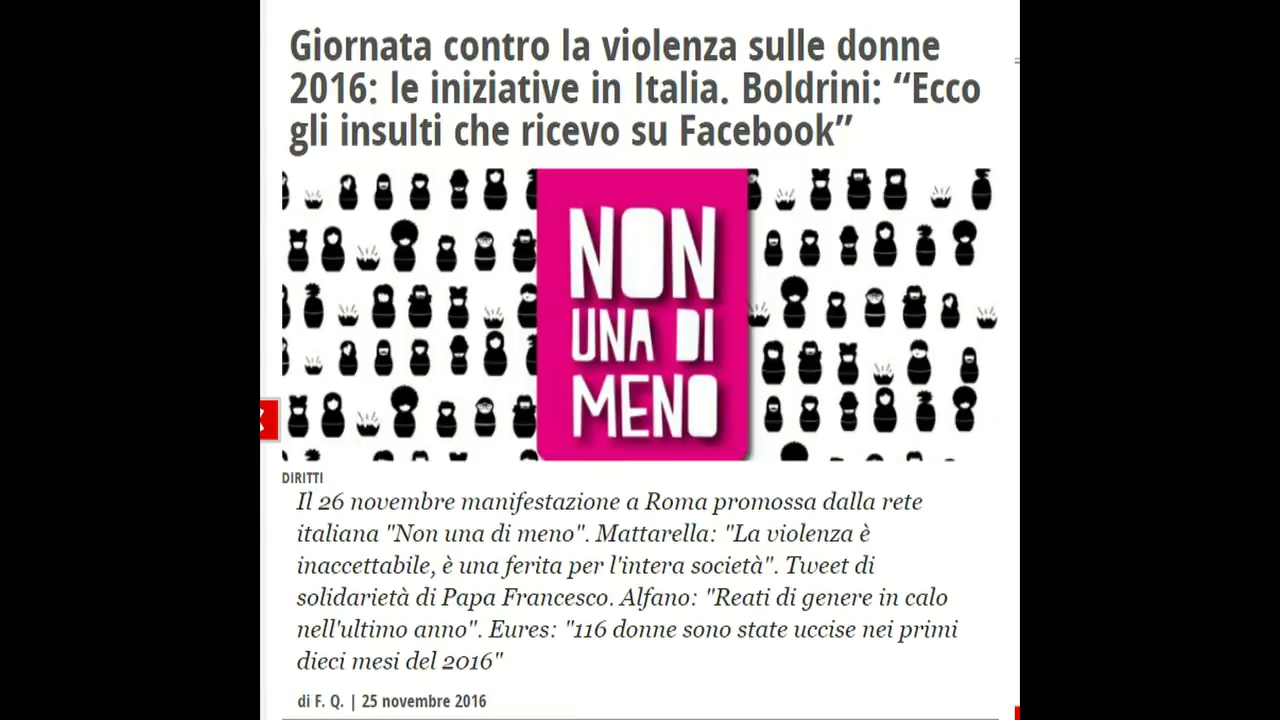 Giornata contro la violenza sulle donne
2016: le iniziative in Italia. Boldrini: “Ecco
gli insulti che ricevo su Facebook”
NON
UNA DI
MENO
DIRITTI
Il 26 novembre manifestazione a Roma promossa dalla rete
italiana "Non una di meno". Mattarella: "La violenza è
inaccettabile, è una ferita per l'intera società". Tweet di
solidarietà di Papa Francesco. Alfano: "Reati di genere in calo
nell'ultimo anno". Eures: "116 donne sono state uccise nei primi
dieci mesi del 2016"
di F. Q. | 25 novembre 2016